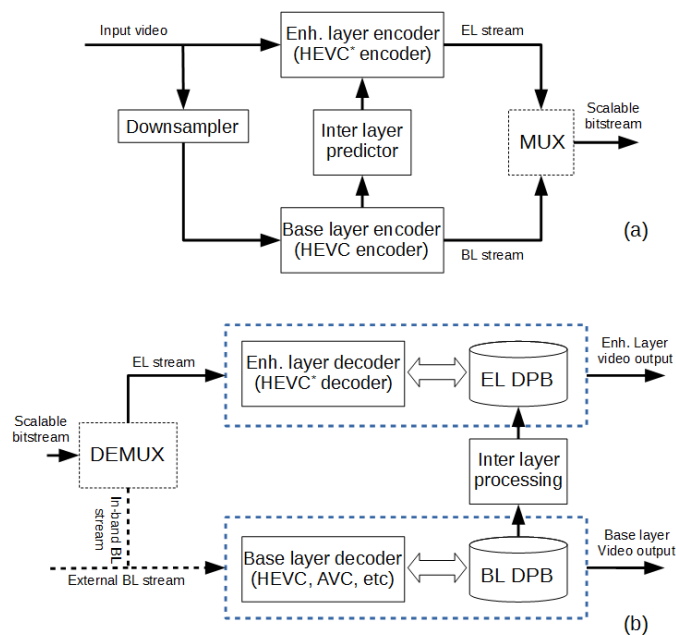 Input video
Enh. layer encoder
(HEVC* encoder)
EL stream
Downsampler
Inter layer
predictor
MUX
Scalable
bitstream
Base layer encoder
(HEVC encoder)
BL stream
(a)
EL stream
Enh. layer decoder
(HEVC* decoder)
EL DPB
Enh. Layer
video output
Scalable
bitstream
DEMUX
Inter layer
processing
In-band BL
stream
External BL stream
Base layer decoder
(HEVC, AVC, etc)
BL DPB
Base layer
Video output
(b)